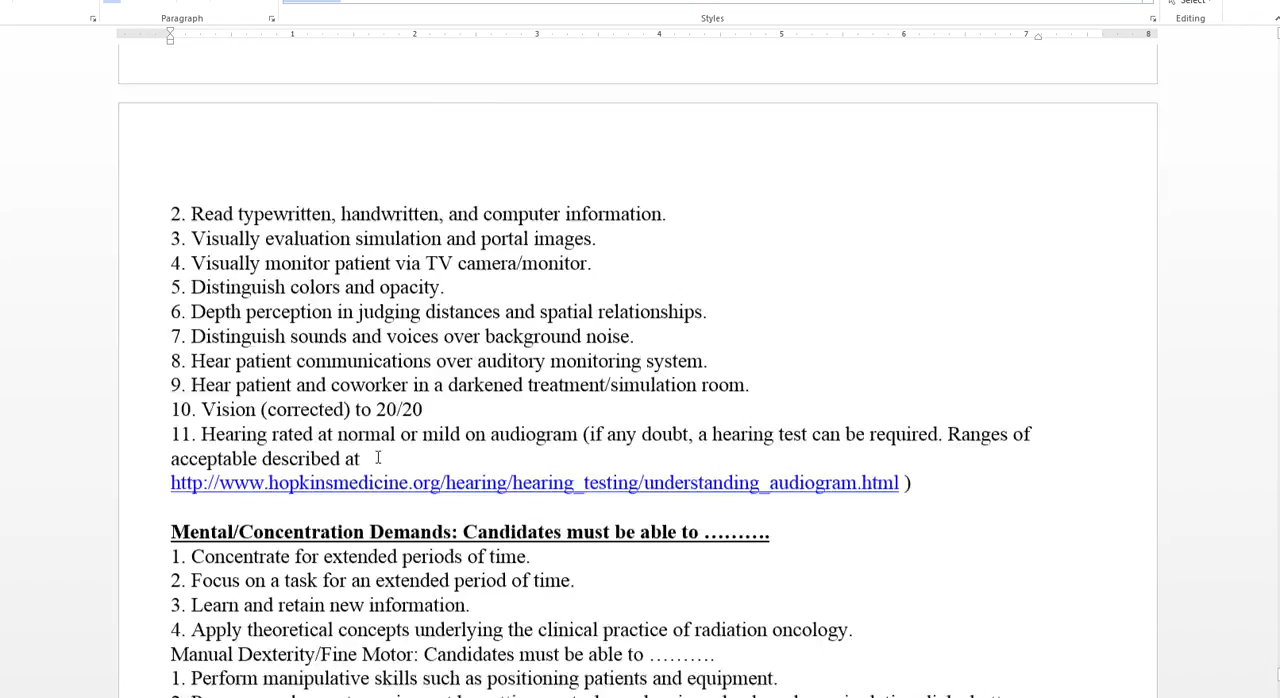 Paragraph
Styles
Editing
1 2 3 4 5 6 7 8
2. Read typewritten, handwritten, and computer information.
3. Visually evaluation simulation and portal images.
4. Visually monitor patient via TV camera/monitor.
5. Distinguish colors and opacity.
6. Depth perception in judging distances and spatial relationships.
7. Distinguish sounds and voices over background noise.
8. Hear patient communications over auditory monitoring system.
9. Hear patient and coworker in a darkened treatment/simulation room.
10. Vision (corrected) to 20/20
11. Hearing rated at normal or mild on audiogram (if any doubt, a hearing test can be required. Ranges of
acceptable described at
http://www.hopkinsmedicine.org/hearing/hearing_testing/understanding_audiogram.html )
Mental/Concentration Demands: Candidates must be able to ……….
1. Concentrate for extended periods of time.
2. Focus on a task for an extended period of time.
3. Learn and retain new information.
4. Apply theoretical concepts underlying the clinical practice of radiation oncology.
Manual Dexterity/Fine Motor: Candidates must be able to ……….
1. Perform manipulative skills such as positioning patients and equipment.